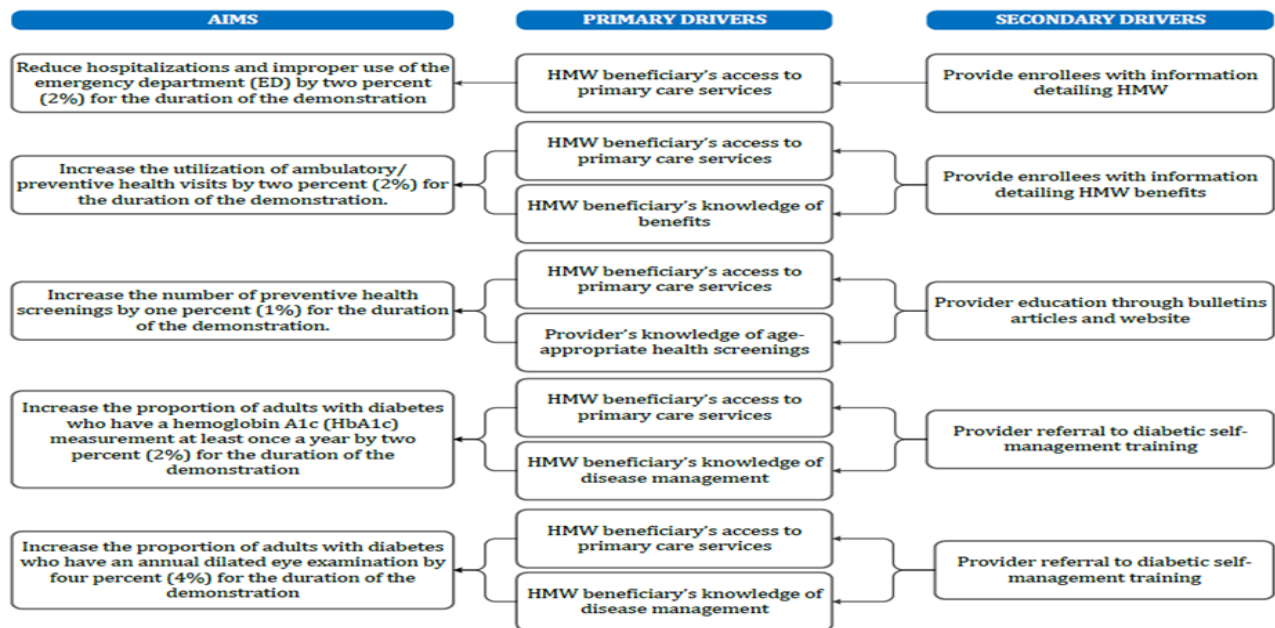 AIMS
PRIMARY DRIVERS
SECONDARY DRIVERS
Reduce hospitalizations and improper use of the
emergency department (ED) by two percent
(2%) for the duration of the demonstration
HMW beneficiary's access to
primary care services
Provide enrollees with information
detailing HMW
Increase the utilization of ambulatory/
preventive health visits by two percent (2%) for
the duration of the demonstration.
HMW beneficiary's access to
primary care services
HMW beneficiary's knowledge of
benefits
Provide enrollees with information
detailing HMW benefits
Increase the number of preventive health
screenings by one percent (1%) for the duration
of the demonstration.
HMW beneficiary's access to
primary care services
Provider's knowledge of age-
appropriate health screenings
Provider education through bulletins
articles and website
Increase the proportion of adults with diabetes
who have a hemoglobin A1c (HbA1c)
measurement at least once a year by two
percent (2%) for the duration of the
demonstration
HMW beneficiary's access to
primary care services
HMW beneficiary's knowledge of
disease management
Provider referral to diabetic self-
management training
Increase the proportion of adults with diabetes
who have an annual dilated eye examination by
four percent (4%) for the duration of the
demonstration
HMW beneficiary's access to
primary care services
HMW beneficiary's knowledge of
disease management
Provider referral to diabetic self-
management training